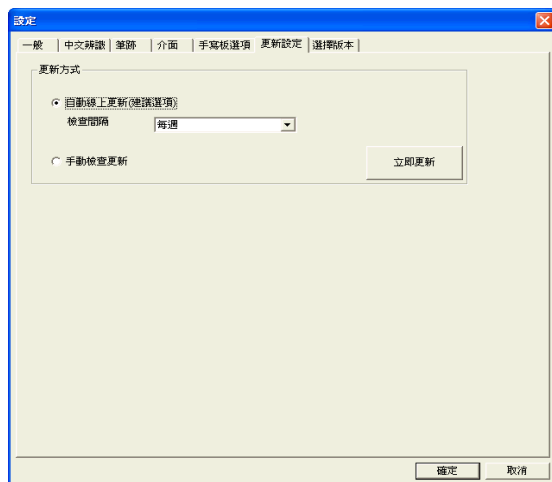 設定
一般 中文辨識 筆跡 介面 手寫板選項 更新設定 選擇版本
更新方式
自動線上更新(建議選項)
檢查間隔 每週
手動檢查更新 立即更新
確定 取消